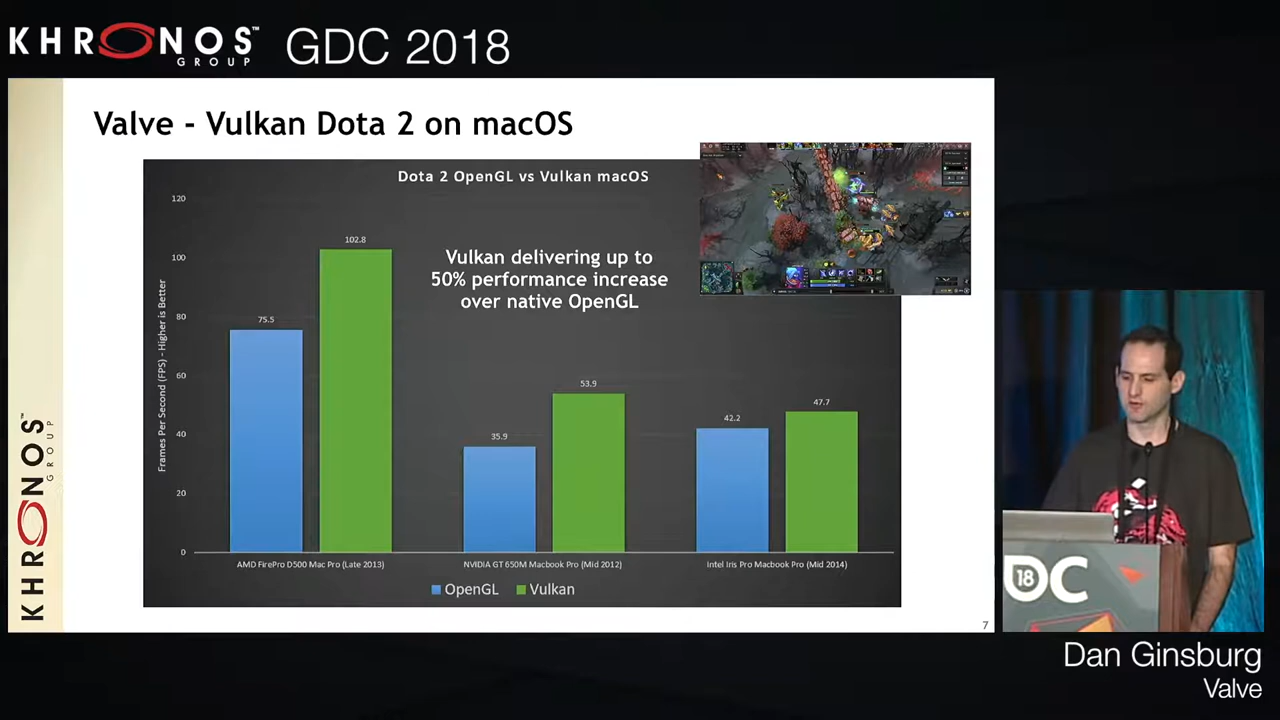 KHRONOS™
GROUP
GDC 2018
Valve - Vulkan Dota 2 on macOS
Dota 2 OpenGL vs Vulkan macOS
Vulkan delivering up to
50% performance increase
over native OpenGL
Frames Per Second (FPS) - Higher is Better
120
100
80
60
40
20
0
75.5
102.8
35.9
53.9
42.2
47.7
AMD FirePro D500 Mac Pro (Late 2013)
NVIDIA GT 650M Macbook Pro (Mid 2012)
Intel Iris Pro Macbook Pro (Mid 2014)
OpenGL
Vulkan
KHRONOS™
GROUP
7
18
DC
Dan Ginsburg
Valve